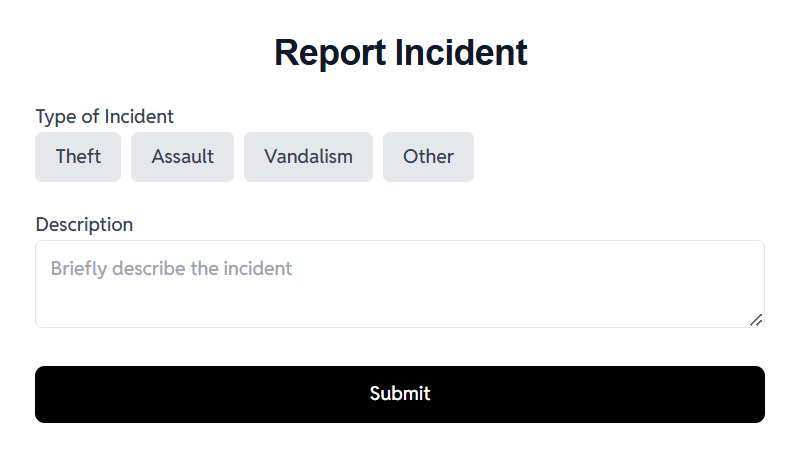 Report Incident
Type of Incident
Theft Assault Vandalism Other
Description
Briefly describe the incident
Submit